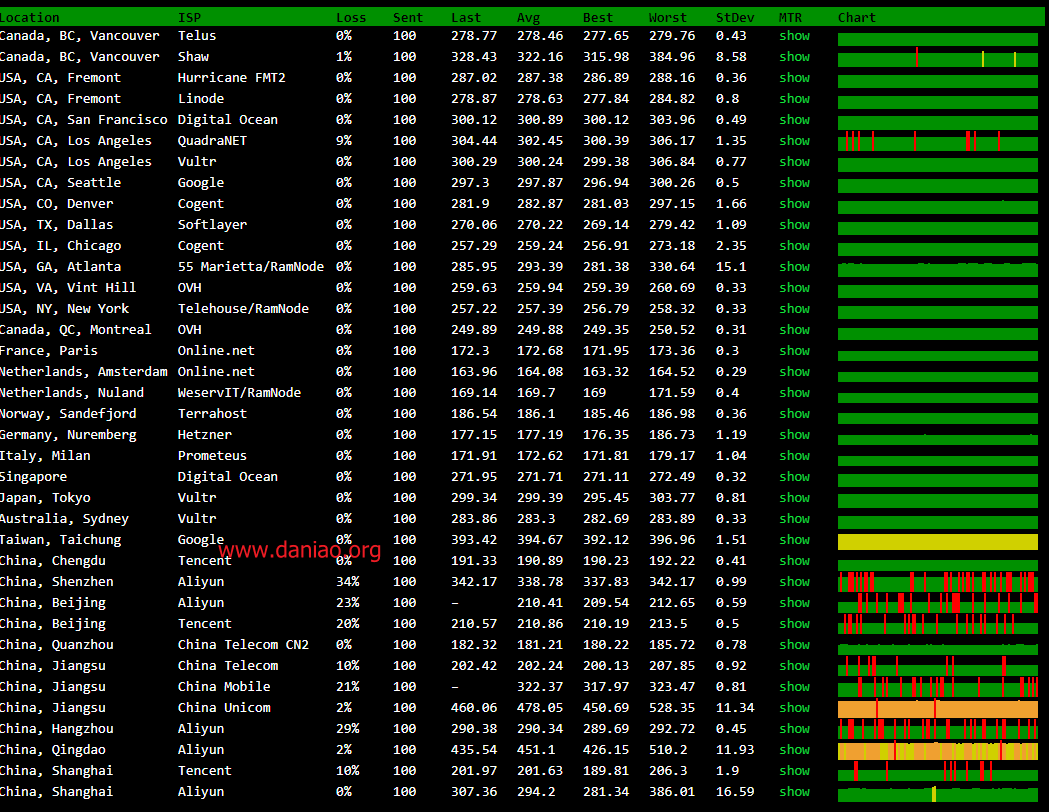 Location ISP Loss Sent Last Avg Best Worst StDev MTR Chart
Canada, BC, Vancouver Telus 0% 100 278.77 278.46 277.65 279.76 0.43 show
Canada, BC, Vancouver Shaw 1% 100 328.43 322.16 315.98 384.96 8.58 show
USA, CA, Fremont Hurricane FMT2 0% 100 287.02 287.38 286.89 288.16 0.36 show
USA, CA, Fremont Linode 0% 100 278.87 278.63 277.84 284.82 0.8 show
USA, CA, San Francisco Digital Ocean 0% 100 300.12 300.89 300.12 303.96 0.49 show
USA, CA, Los Angeles QuadraNET 9% 100 304.44 302.45 300.39 306.17 1.35 show
USA, CA, Los Angeles Vultr 0% 100 300.29 300.24 299.38 306.84 0.77 show
USA, CA, Seattle Google 0% 100 297.3 297.87 296.94 300.26 0.5 show
USA, CO, Denver Cogent 0% 100 281.9 282.87 281.03 297.15 1.66 show
USA, TX, Dallas Softlayer 0% 100 270.06 270.22 269.14 279.42 1.09 show
USA, IL, Chicago Cogent 0% 100 257.29 259.24 256.91 273.18 2.35 show
USA, GA, Atlanta 55 Marietta/RamNode 0% 100 285.95 293.39 281.38 330.64 15.1 show
USA, VA, Vint Hill OVH 0% 100 259.63 259.94 259.39 260.69 0.33 show
USA, NY, New York Telehouse/RamNode 0% 100 257.22 257.39 256.79 258.32 0.33 show
Canada, QC, Montreal OVH 0% 100 249.89 249.88 249.35 250.52 0.31 show
France, Paris Online.net 0% 100 172.3 172.68 171.95 173.36 0.3 show
Netherlands, Amsterdam Online.net 0% 100 163.96 164.08 163.32 164.52 0.29 show
Netherlands, Nuland WeservIT/RamNode 0% 100 169.14 169.7 169 171.59 0.4 show
Norway, Sandefjord Terrahost 0% 100 186.54 186.1 185.46 186.98 0.36 show
Germany, Nuremberg Hetzner 0% 100 177.15 177.19 176.35 186.73 1.19 show
Italy, Milan Prometeus 0% 100 171.91 172.62 171.81 179.17 1.04 show
Singapore Digital Ocean 0% 100 271.95 271.71 271.11 272.49 0.32 show
Japan, Tokyo Vultr 0% 100 299.34 299.39 295.45 303.77 0.81 show
Australia, Sydney Vultr 0% 100 283.86 283.3 282.69 283.89 0.33 show
Taiwan, Taichung Google 0% 100 393.42 394.67 392.12 396.96 1.51 show
www.daniao.org
China, Chengdu Tencent 0% 100 191.33 190.89 190.23 192.22 0.41 show
China, Shenzhen Aliyun 34% 100 342.17 338.78 337.83 342.17 0.99 show
China, Beijing Aliyun 23% 100 – 210.41 209.54 212.65 0.59 show
China, Beijing Tencent 20% 100 210.57 210.86 210.19 213.5 0.5 show
China, Quanzhou China Telecom CN2 0% 100 182.32 181.21 180.22 185.72 0.78 show
China, Jiangsu China Telecom 10% 100 202.42 202.24 200.13 207.85 0.92 show
China, Jiangsu China Mobile 21% 100 – 322.37 317.97 323.47 0.81 show
China, Jiangsu China Unicom 2% 100 460.06 478.05 450.69 528.35 11.34 show
China, Hangzhou Aliyun 29% 100 290.38 290.34 289.69 292.72 0.45 show
China, Qingdao Aliyun 2% 100 435.54 451.1 426.15 510.2 11.93 show
China, Shanghai Tencent 10% 100 201.97 201.63 189.81 206.3 1.9 show
China, Shanghai Aliyun 0% 100 307.36 294.2 281.34 386.01 16.59 show